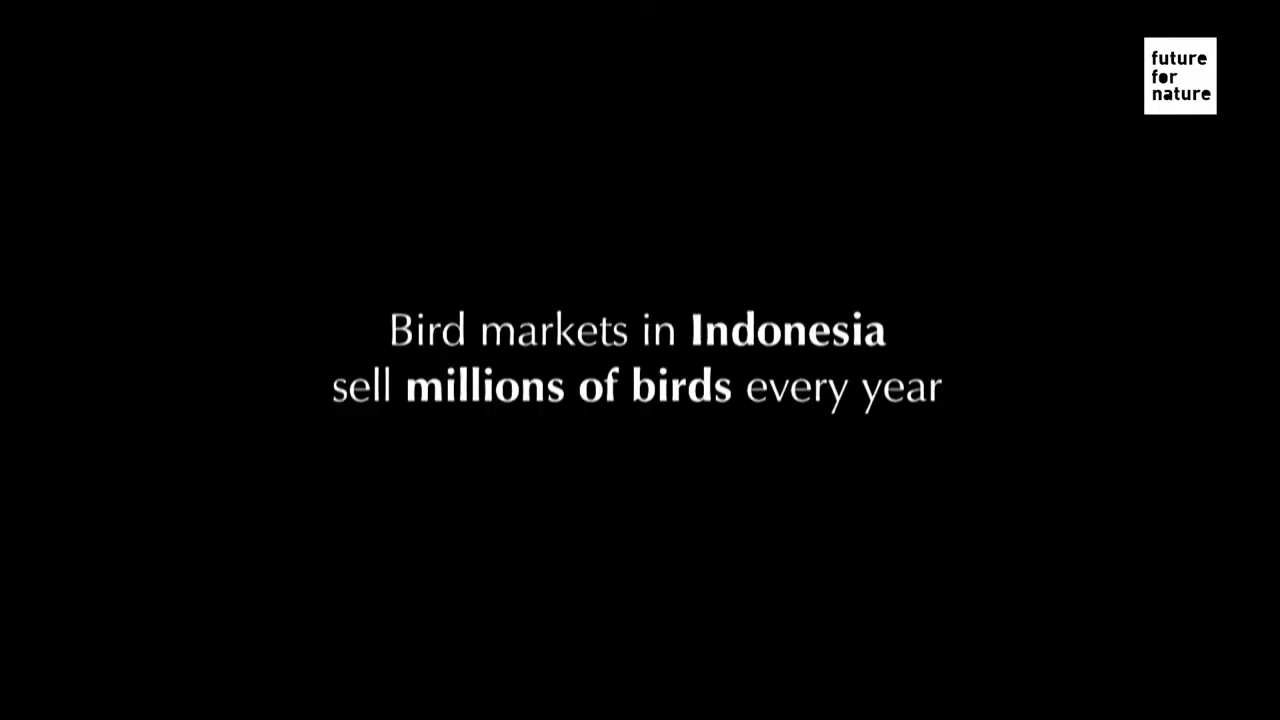 future
for
nature
Bird markets in Indonesia
sell millions of birds every year